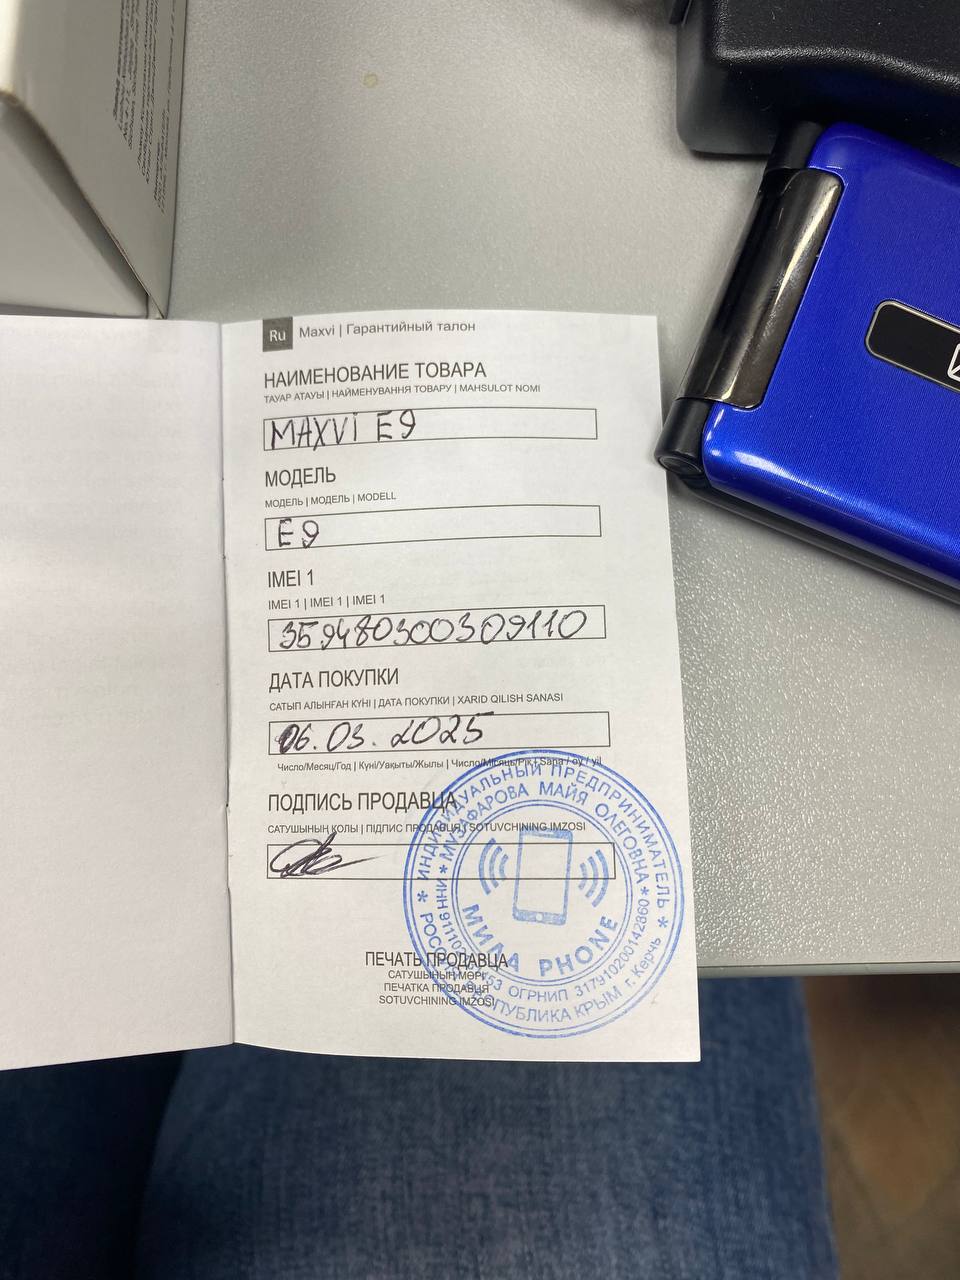 Ru Maxvi | Гарантийный талон
НАИМЕНОВАНИЕ ТОВАРА
ТАУАР АТАУЫ | НАЙМЕНУВАННЯ ТОВАРУ | MAHSULOT NOMI
MAXVI E9
МОДЕЛЬ
МОДЕЛЬ | МОДЕЛЬ | MODELL
E9
IMEI 1
IMEI 1 | IMEI 1 | IMEI 1
359480300309110
ДАТА ПОКУПКИ
САТЫП АЛЫНҒАН КҮНІ | ДАТА ПОКУПКИ | XARID QILISH SANASI
06.03.2025
Число/Месяц/Год | Күні/Уақыты/Жылы | Число/Місяць/Рік | Sana / oy / yil
ПОДПИСЬ ПРОДАВЦА
САТУШЫНЫҢ ҚОЛЫ | ПІДПИС ПРОДАВЦЯ | SOTUVCHINING IMZOSI
ПЕЧАТЬ ПРОДАВЦА
САТУШЫНЫҢ МӨРІ
ПЕЧАТКА ПРОДАВЦЯ
SOTUVCHINING IMZOSI
* ИНДИВИДУАЛЬНЫЙ ПРЕДПРИНИМАТЕЛЬ *
РЕСПУБЛИКА КРЫМ г. Керчь
* МУЗАФАРОВА МАЙЯ ОЛЕГОВНА *
ИНН ОГРНИП 317910200142860
МИЛА PHONE